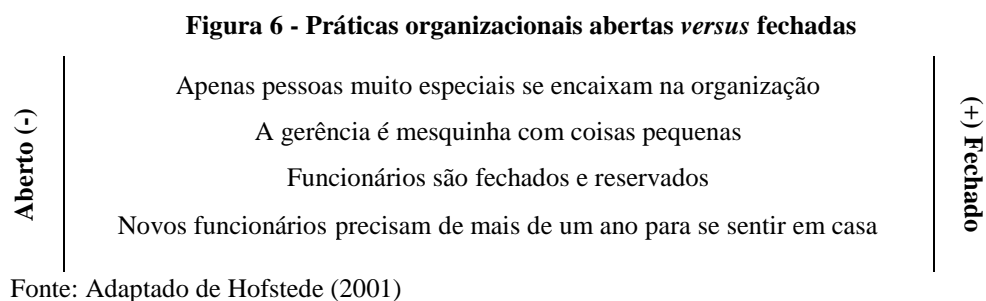 Figura 6 - Práticas organizacionais abertas versus fechadas
Aberto (-)
Apenas pessoas muito especiais se encaixam na organização
A gerência é mesquinha com coisas pequenas
Funcionários são fechados e reservados
Novos funcionários precisam de mais de um ano para se sentir em casa
(+) Fechado
Fonte: Adaptado de Hofstede (2001)